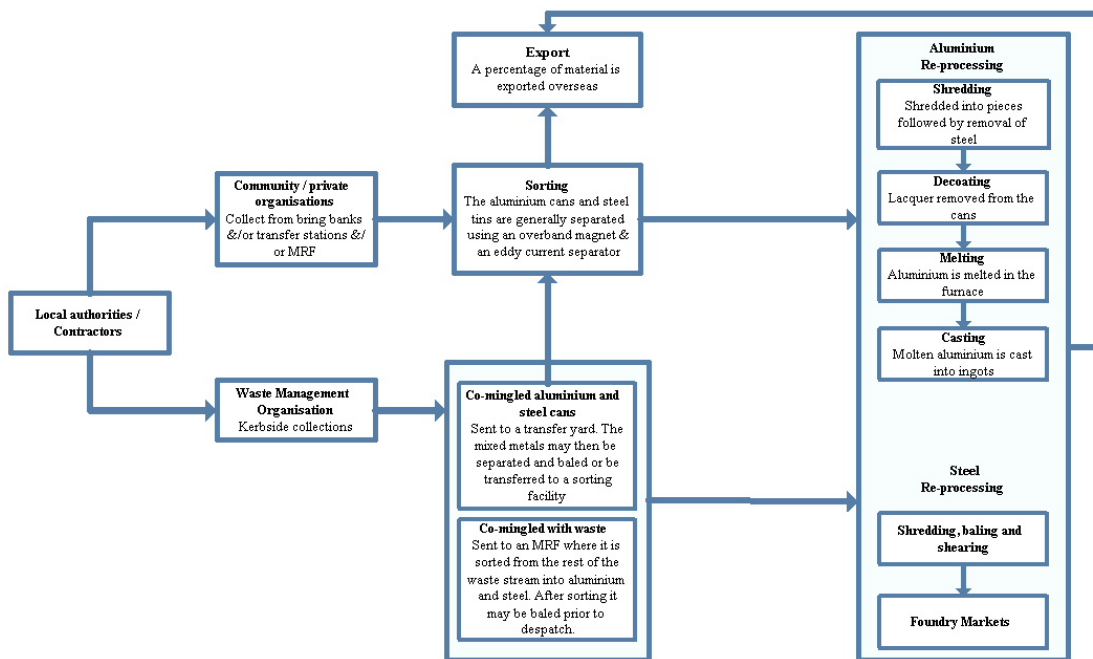 Export
A percentage of material is
exported overseas
Aluminium
Re-processing
Shredding
Shredded into pieces
followed by removal of
steel
Community / private
organisations
Collect from bring banks
&/or transfer stations &/
or MRF
Sorting
The aluminium cans and steel
tins are generally separated
using an overband magnet &
an eddy current separator
Decoating
Lacquer removed from the
cans
Melting
Aluminium is melted in the
furnace
Local authorities /
Contractors
Casting
Molten aluminium is cast
into ingots
Waste Management
Organisation
Kerbside collections
Co-mingled aluminium and
steel cans
Sent to a transfer yard. The
mixed metals may then be
separated and baled or be
transferred to a sorting
facility
Co-mingled with waste
Sent to an MRF where it is
sorted from the rest of the
waste stream into aluminium
and steel. After sorting it
may be baled prior to
despatch.
Steel
Re-processing
Shredding, baling and
shearing
Foundry Markets